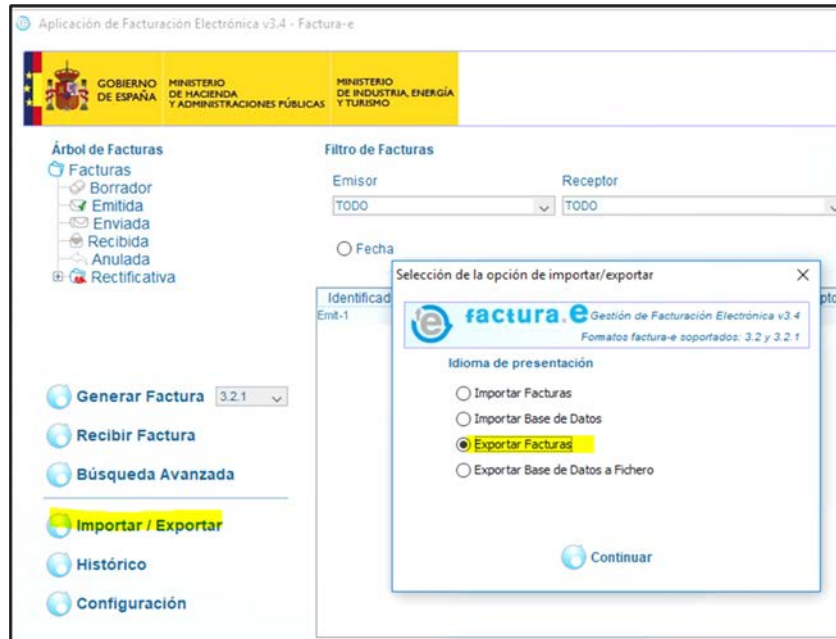 Aplicación de Facturación Electrónica v3.4 - Factura-e
GOBIERNO
DE ESPAÑA
MINISTERIO
DE HACIENDA
Y ADMINISTRACIONES PÚBLICAS
MINISTERIO
DE INDUSTRIA, ENERGÍA
Y TURISMO
Árbol de Facturas
Facturas
Borrador
Emitida
Enviada
Recibida
Anulada
Rectificativa
Filtro de Facturas
Emisor
Receptor
TODO
TODO
Fecha
Identificad
Emit-1
Selección de la opción de importar/exportar
factura.e Gestión de Facturación Electrónica v3.4
Formatos factura-e soportados: 3.2 y 3.2.1
Idioma de presentación
Importar Facturas
Importar Base de Datos
Exportar Facturas
Exportar Base de Datos a Fichero
Continuar
Generar Factura 3.2.1
Recibir Factura
Búsqueda Avanzada
Importar / Exportar
Histórico
Configuración